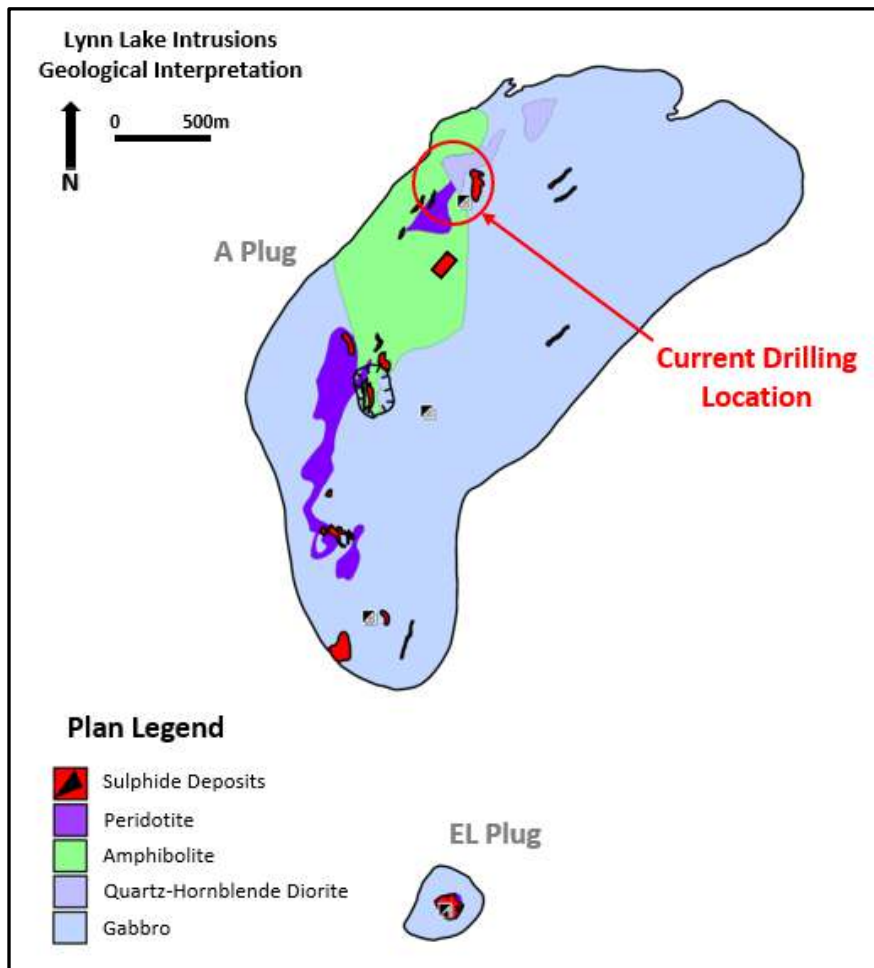 Lynn Lake Intrusions
Geological Interpretation
0 500m
N
A Plug
Current Drilling
Location
Plan Legend
Sulphide Deposits
Peridotite
Amphibolite
Quartz-Hornblende Diorite
Gabbro
EL Plug